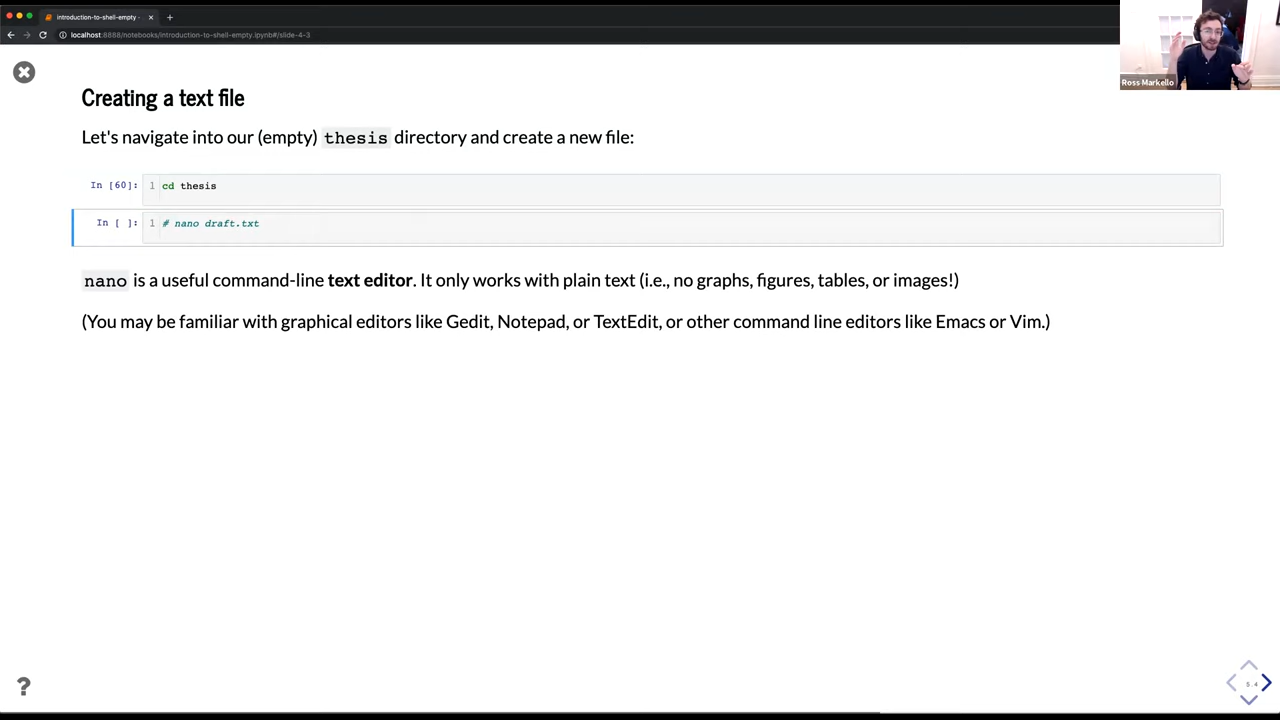 introduction-to-shell-empty -
localhost:8888/notebooks/introduction-to-shell-empty.ipynb#/slide-4-3
Ross Markello
Creating a text file
Let's navigate into our (empty) thesis directory and create a new file:
In [60]: 1 cd thesis
In [ ]: 1 # nano draft.txt
nano is a useful command-line text editor. It only works with plain text (i.e., no graphs, figures, tables, or images!)
(You may be familiar with graphical editors like Gedit, Notepad, or TextEdit, or other command line editors like Emacs or Vim.)
?
5.4